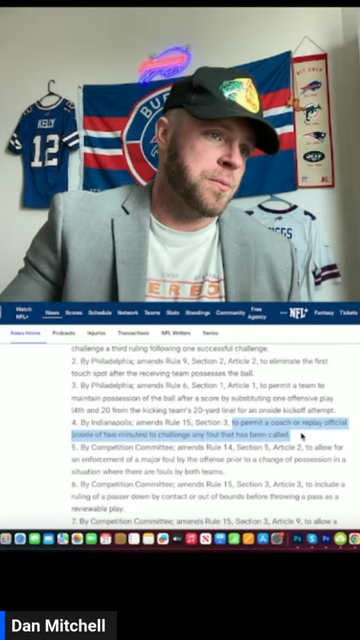 BU
KELLY
12
AFC EAST
GGS
EREO
Watch NFL+ News Scores Schedule Network Teams Stats Standings Community Free Agency ••• NFL+ Fantasy Tickets
News Home Podcasts Injuries Transactions NFL Writers Series
challenge a third ruling following one successful challenge.
2. By Philadelphia; amends Rule 9, Section 2, Article 2, to eliminate the first
touch spot after the receiving team possesses the ball.
3. By Philadelphia; amends Rule 6, Section 1, Article 1, to permit a team to
maintain possession of the ball after a score by substituting one offensive play
(4th and 20 from the kicking team's 20-yard line) for an onside kickoff attempt.
4. By Indianapolis; amends Rule 15, Section 3, to permit a coach or replay official
(inside of two minutes) to challenge any foul that has been called.
5. By Competition Committee; amends Rule 14, Section 5, Article 2, to allow for
an enforcement of a major foul by the offense prior to a change of possession in a
situation where there are fouls by both teams.
6. By Competition Committee; amends Rule 15, Section 3, Article 3, to include a
ruling of a passer down by contact or out of bounds before throwing a pass as a
reviewable play.
7. By Competition Committee; amends Rule 15, Section 3, Article 9, to allow a
Dan Mitchell